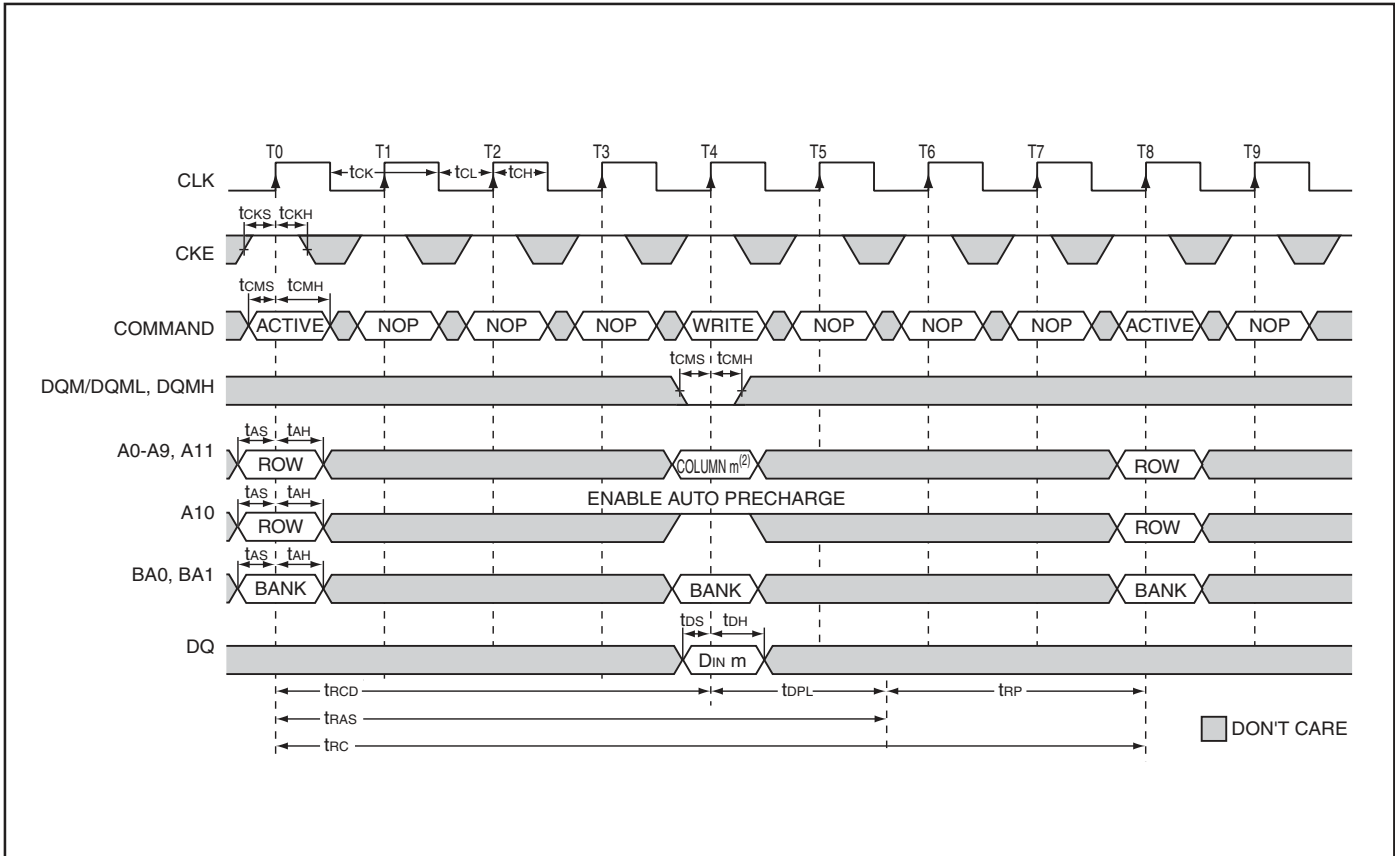 T0 T1 T2 T3 T4 T5 T6 T7 T8 T9
CLK tCK tCL tCH
tCKS tCKH
CKE
tCMS tCMH
COMMAND ACTIVE NOP NOP NOP WRITE NOP NOP NOP ACTIVE NOP
tCMS tCMH
DQM/DQML, DQMH
tAS tAH
A0-A9, A11 ROW COLUMN m(2) ROW
tAS tAH ENABLE AUTO PRECHARGE
A10 ROW ROW
tAS tAH
BA0, BA1 BANK BANK BANK
tDS tDH
DQ DIN m
tRCD tDPL tRP
tRAS
tRC
DON'T CARE